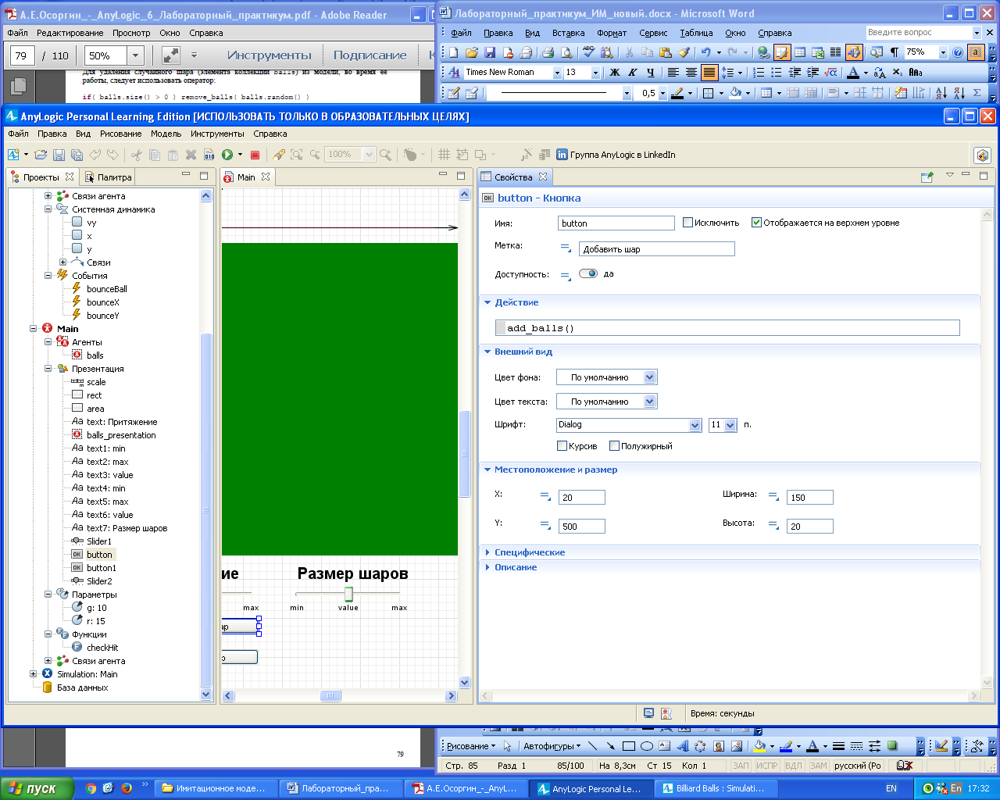 А.Е.Осоргин_-_AnyLogic_6_Лабораторный_практикум.pdf - Adobe Reader
Файл Редактирование Просмотр Окно Справка
79 / 110 50% Инструменты Подписание
Для удаления случайного шара (элемента коллекции balls) из модели, во время ее
работы, следует использовать оператор:
if( balls.size() > 0 ) remove_balls( balls.random() )
Лабораторный_практикум_ИМ_новый.docx - Microsoft Word
Файл Правка Вид Вставка Формат Сервис Таблица Окно Справка Введите вопрос
75%
Times New Roman 13 Ж К Ч
0,5
AnyLogic Personal Learning Edition [ИСПОЛЬЗОВАТЬ ТОЛЬКО В ОБРАЗОВАТЕЛЬНЫХ ЦЕЛЯХ]
Файл Правка Вид Рисование Модель Инструменты Справка
100% Группа AnyLogic в LinkedIn
Проекты Палитра
Связи агента
Системная динамика
vy
x
y
Связи
События
bounceBall
bounceX
bounceY
Main
Агенты
balls
Презентация
scale
rect
area
text: Притяжение
balls_presentation
text1: min
text2: max
text3: value
text4: min
text5: max
text6: value
text7: Размер шаров
Slider1
button
button1
Slider2
Параметры
g: 10
r: 15
Функции
checkHit
Связи агента
Simulation: Main
База данных
Main
ие Размер шаров
max min value max
ар
р
Свойства
button - Кнопка
Имя: button Исключить Отображается на верхнем уровне
Метка: Добавить шар
Доступность: да
Действие
add_balls()
Внешний вид
Цвет фона: По умолчанию
Цвет текста: По умолчанию
Шрифт: Dialog 11 п.
Курсив Полужирный
Местоположение и размер
X: 20 Ширина: 150
Y: 500 Высота: 20
Специфические
Описание
Время: секунды
79
Рисование Автофигуры
Стр. 85 Разд 1 85/100 На 8,3см Ст 15 Кол 1 ЗАП ИСПР ВДЛ ЗАМ русский (Ро
пуск Имитационное моде... Лабораторный_пра... А.Е.Осоргин_-_AnyL... AnyLogic Personal Le... Billiard Balls : Simulati... EN En 17:32